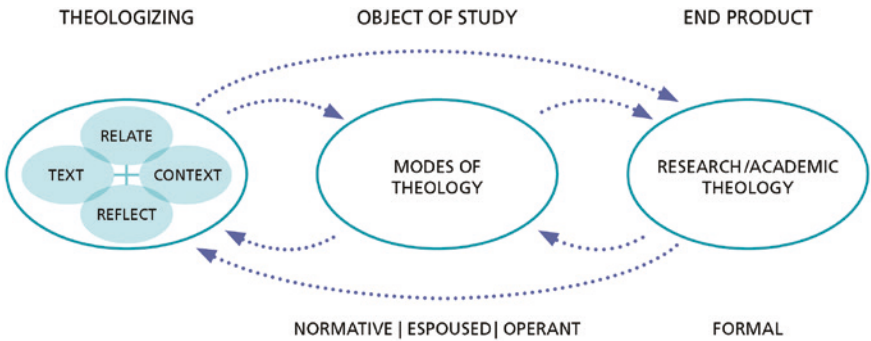 THEOLOGIZING
OBJECT OF STUDY
END PRODUCT
RELATE
TEXT
CONTEXT
REFLECT
MODES OF
THEOLOGY
RESEARCH/ACADEMIC
THEOLOGY
NORMATIVE | ESPOUSED| OPERANT
FORMAL